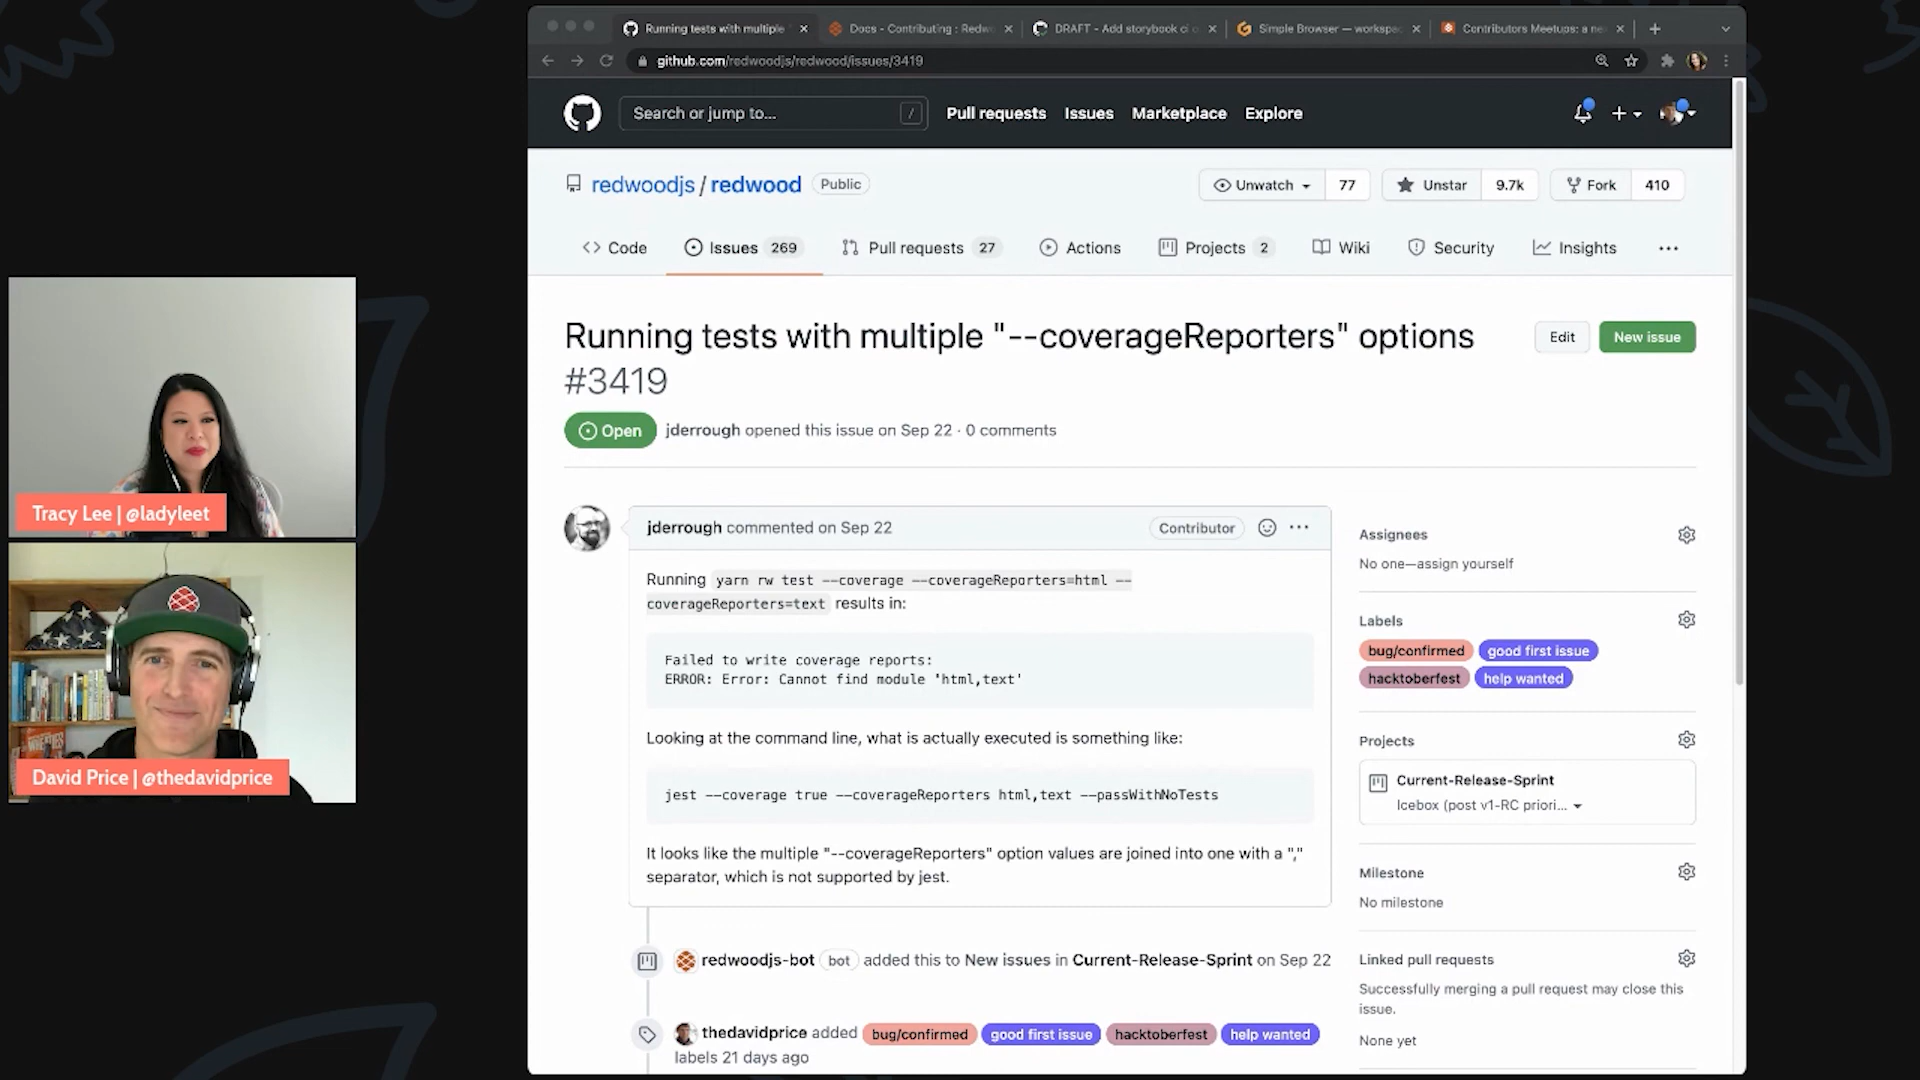 Running tests with multiple
Docs - Contributing : Redw
DRAFT - Add storybook ci
Simple Browser — workspac
Contributors Meetups: a ne
github.com/redwoodjs/redwood/issues/3419
Search or jump to...
/
Pull requests
Issues
Marketplace
Explore
redwoodjs / redwood
Public
Unwatch
77
Unstar
9.7k
Fork
410
Code
Issues 269
Pull requests 27
Actions
Projects 2
Wiki
Security
Insights
Running tests with multiple "--coverageReporters" options
#3419
Edit
New issue
Open
jderrough opened this issue on Sep 22 · 0 comments
jderrough commented on Sep 22
Contributor
Running yarn rw test --coverage --coverageReporters=html --
coverageReporters=text results in:
Failed to write coverage reports:
ERROR: Error: Cannot find module 'html,text'
Looking at the command line, what is actually executed is something like:
jest --coverage true --coverageReporters html,text --passWithNoTests
It looks like the multiple "--coverageReporters" option values are joined into one with a ","
separator, which is not supported by jest.
redwoodjs-bot bot added this to New issues in Current-Release-Sprint on Sep 22
thedavidprice added bug/confirmed good first issue hacktoberfest help wanted
labels 21 days ago
Assignees
No one—assign yourself
Labels
bug/confirmed good first issue
hacktoberfest help wanted
Projects
Current-Release-Sprint
Icebox (post v1-RC priori...
Milestone
No milestone
Linked pull requests
Successfully merging a pull request may close this
issue.
None yet
Tracy Lee | @ladyleet
WHEATIES
David Price | @thedavidprice